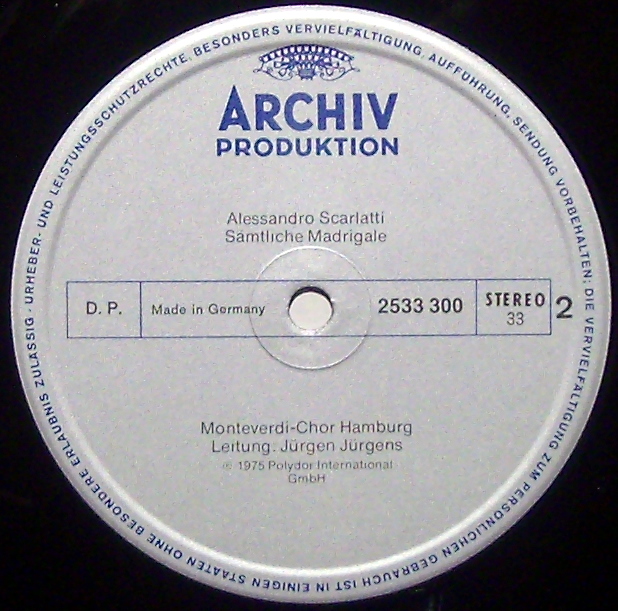 URHEBER- UND LEISTUNGSSCHUTZRECHTE, BESONDERS VERVIELFÄLTIGUNG, AUFFÜHRUNG, SENDUNG VORBEHALTEN; DIE VERVIELFÄLTIGUNG ZUM PERSÖNLICHEN GEBRAUCH IST IN EINIGEN STAATEN OHNE BESONDERE ERLAUBNIS ZULÄSSIG ·
ARCHIV
PRODUKTION
Alessandro Scarlatti
Sämtliche Madrigale
D. P. Made in Germany 2533 300 STEREO 33 2
Monteverdi-Chor Hamburg
Leitung: Jürgen Jürgens
℗ 1975 Polydor International
GmbH